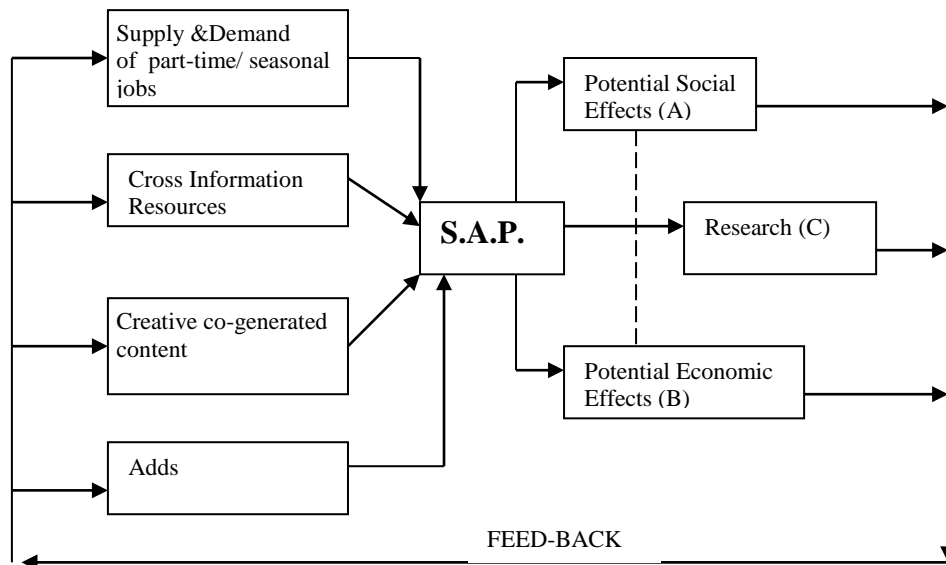 Supply &Demand
of part-time/ seasonal
jobs
Cross Information
Resources
Creative co-generated
content
Adds
S.A.P.
Potential Social
Effects (A)
Research (C)
Potential Economic
Effects (B)
FEED-BACK